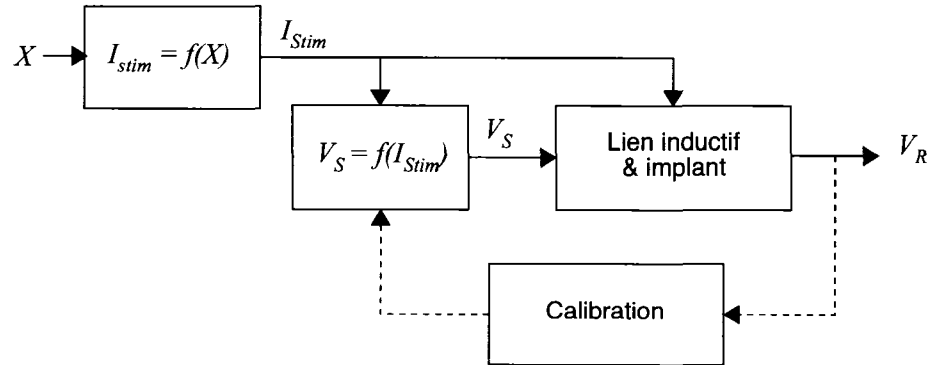 X
I_stim = f(X)
I_Stim
V_S = f(I_Stim)
V_S
Lien inductif
& implant
V_R
Calibration